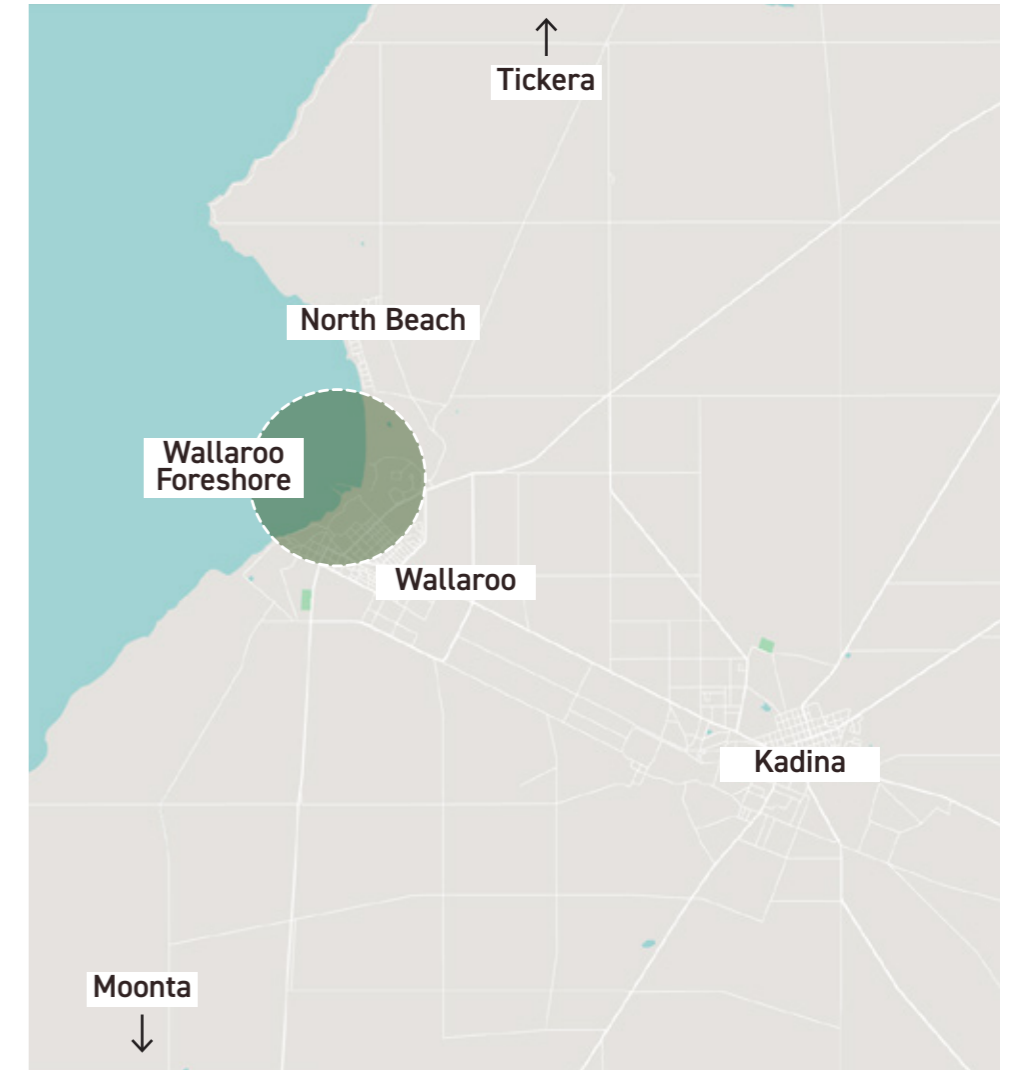 Tickera
North Beach
Wallaroo
Foreshore
Wallaroo
Kadina
Moonta